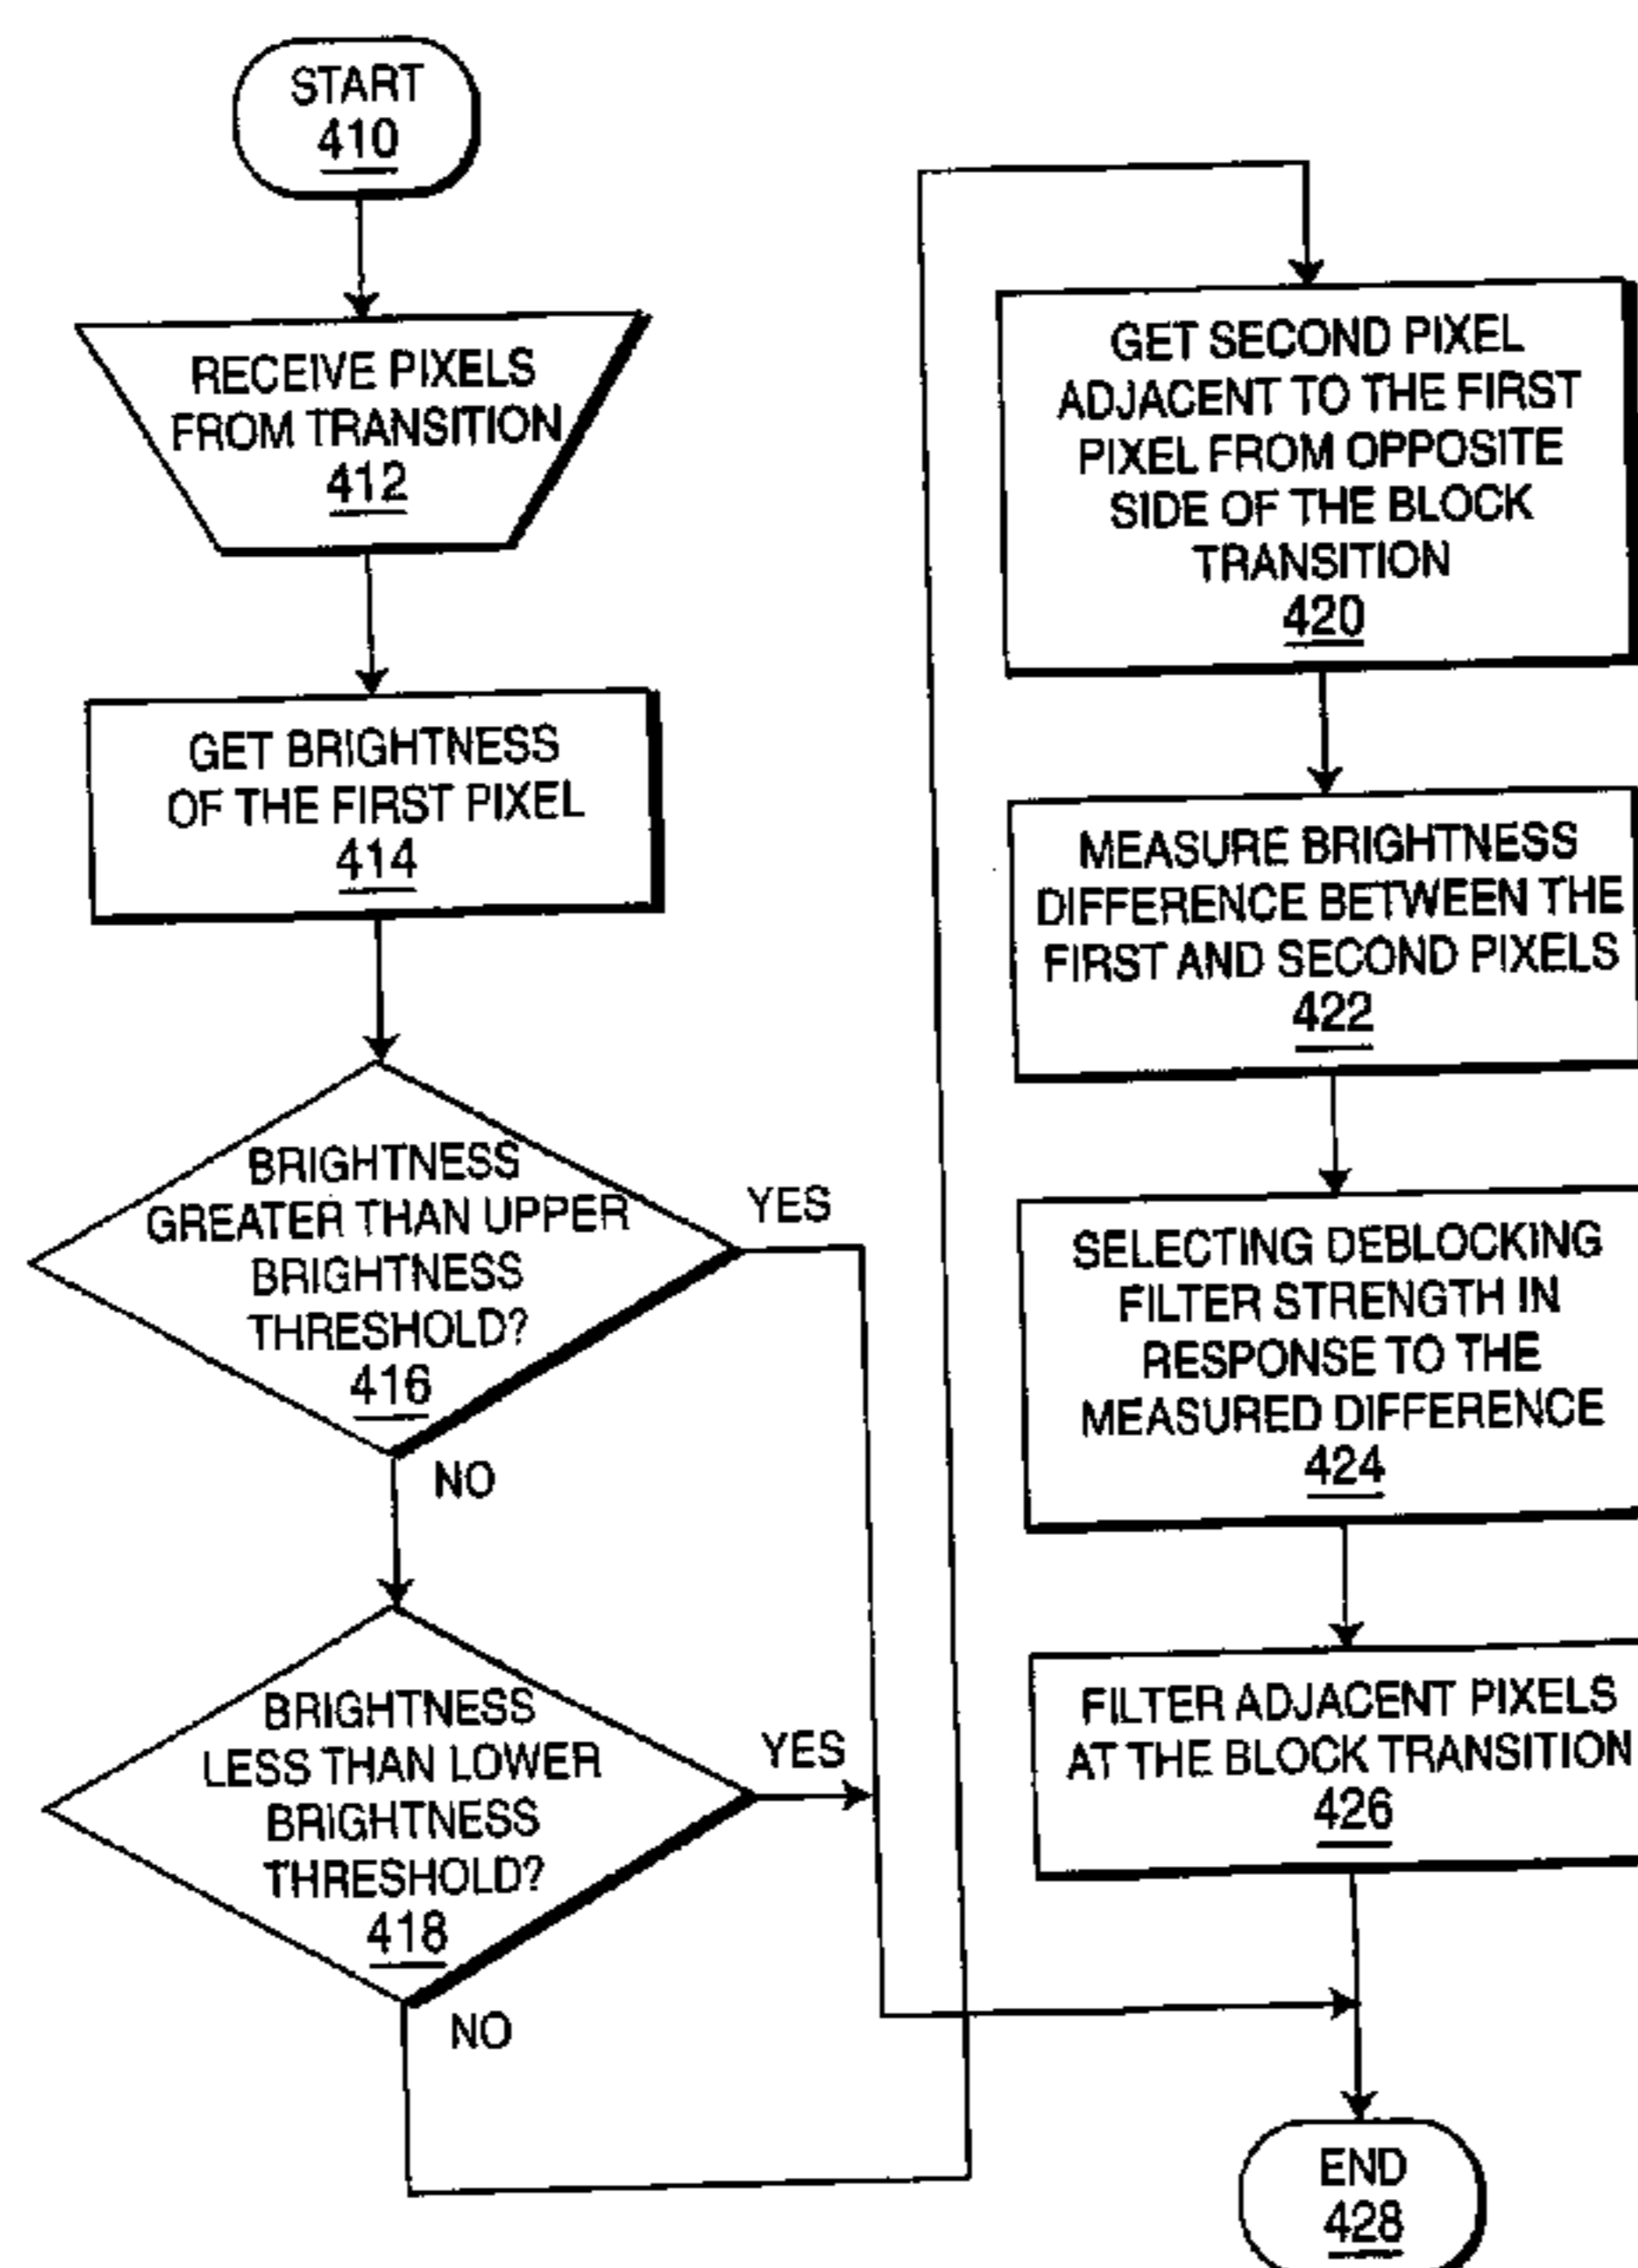 START
410
RECEIVE PIXELS
FROM TRANSITION
412
GET BRIGHTNESS
OF THE FIRST PIXEL
414
BRIGHTNESS
GREATER THAN UPPER
BRIGHTNESS
THRESHOLD?
416
YES
NO
BRIGHTNESS
LESS THAN LOWER
BRIGHTNESS
THRESHOLD?
418
YES
NO
GET SECOND PIXEL
ADJACENT TO THE FIRST
PIXEL FROM OPPOSITE
SIDE OF THE BLOCK
TRANSITION
420
MEASURE BRIGHTNESS
DIFFERENCE BETWEEN THE
FIRST AND SECOND PIXELS
422
SELECTING DEBLOCKING
FILTER STRENGTH IN
RESPONSE TO THE
MEASURED DIFFERENCE
424
FILTER ADJACENT PIXELS
AT THE BLOCK TRANSITION
426
END
428